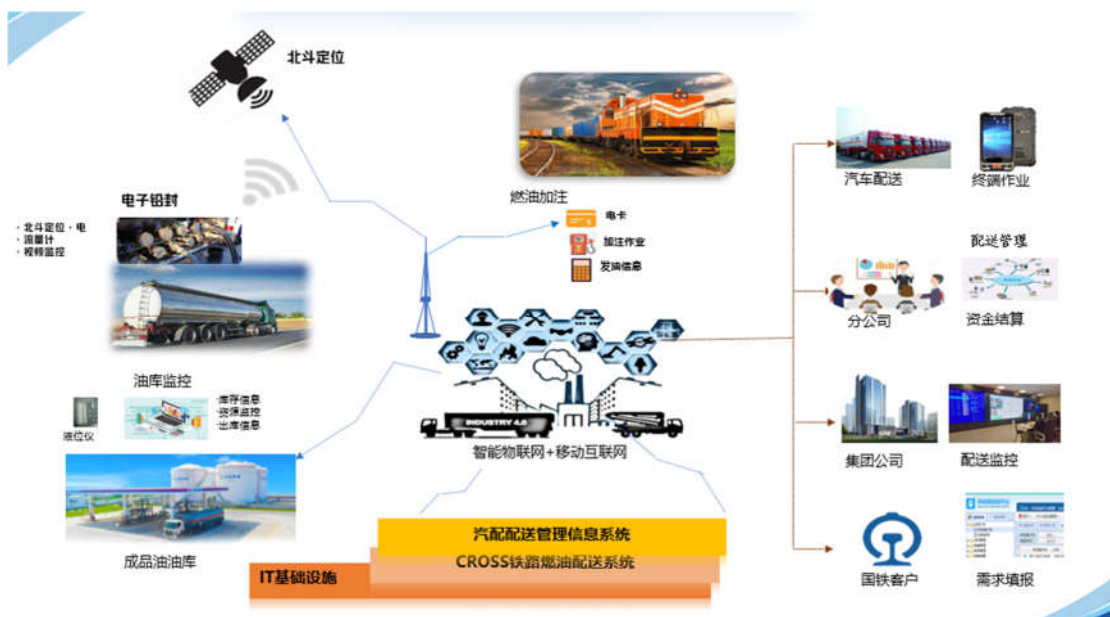 北斗定位
电子铅封
·北斗定位·电
·流量计
·视频监控
油库监控
液位仪
·库存信息
·资源监控
·出库信息
成品油油库
燃油加注
电卡
加注作业
发油信息
INDUSTRY 4.0
智能物联网+移动互联网
汽配配送管理信息系统
CROSS铁路燃油配送系统
IT基础设施
汽车配送
终端作业
配送管理
分公司
资金结算
集团公司
配送监控
国铁客户
需求填报